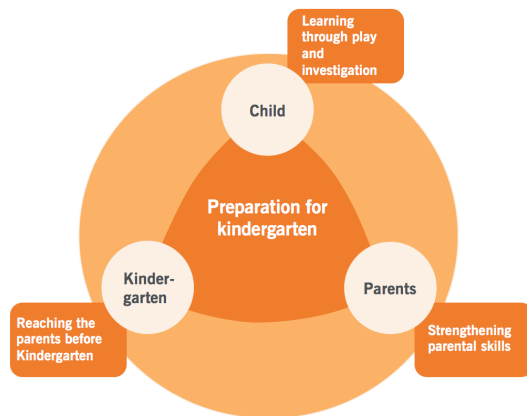 Learning
through play
and
investigation
Child
Preparation for
kindergarten
Kinder-
garten
Parents
Reaching the
parents before
Kindergarten
Strengthening
parental skills